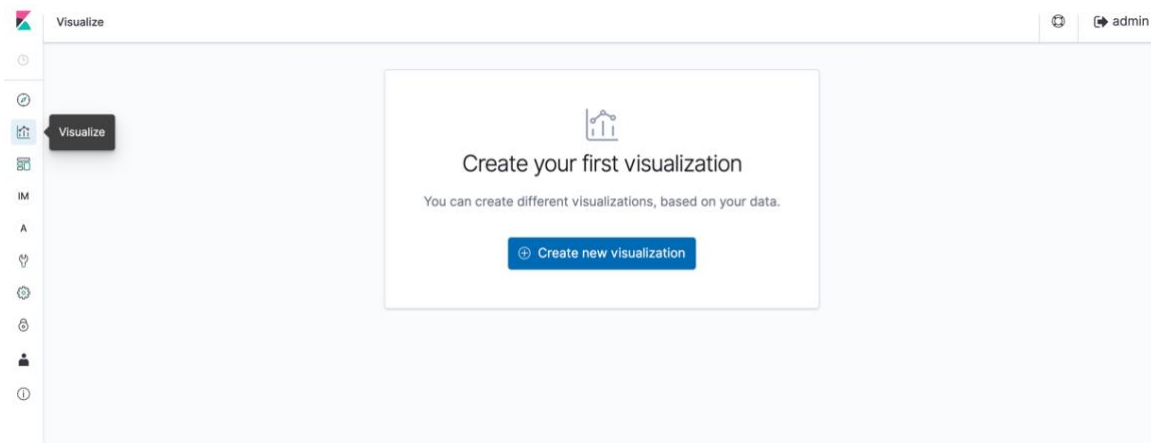 Visualize
admin
Visualize
IM
A
Create your first visualization
You can create different visualizations, based on your data.
Create new visualization